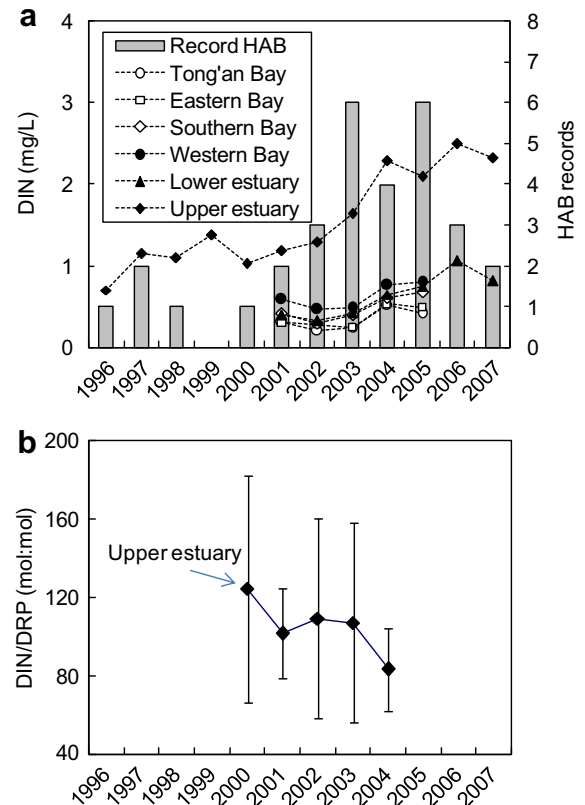 a
4
3
2
1
0
DIN (mg/L)
Record HAB
Tong'an Bay
Eastern Bay
Southern Bay
Western Bay
Lower estuary
Upper estuary
8
7
6
5
4
3
2
1
0
HAB records
1996 1997 1998 1999 2000 2001 2002 2003 2004 2005 2006 2007
b
200
160
120
80
40
DIN/DRP (mol:mol)
Upper estuary
1996 1997 1998 1999 2000 2001 2002 2003 2004 2005 2006 2007